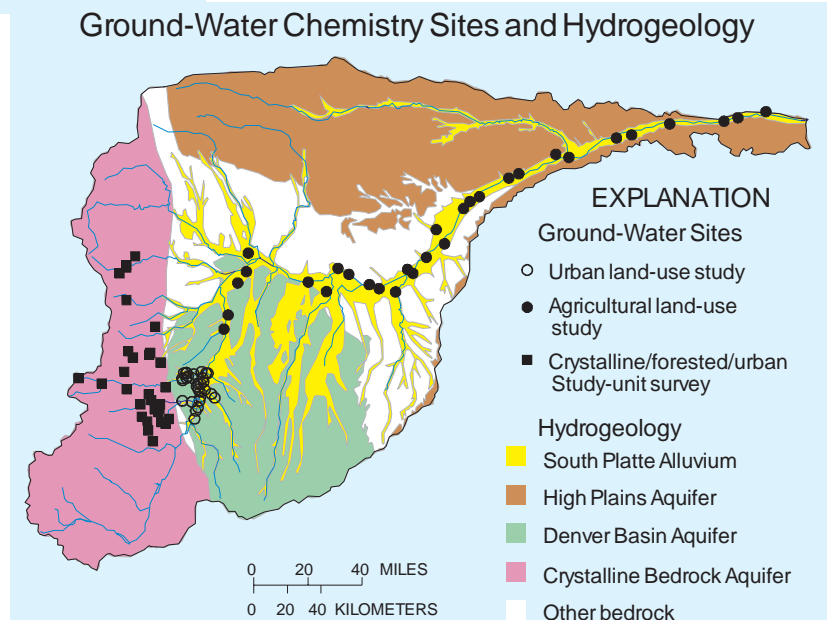 Ground-Water Chemistry Sites and Hydrogeology
EXPLANATION
Ground-Water Sites
Urban land-use study
Agricultural land-use
study
Crystalline/forested/urban
Study-unit survey
Hydrogeology
South Platte Alluvium
High Plains Aquifer
Denver Basin Aquifer
Crystalline Bedrock Aquifer
Other bedrock
0 20 40 MILES
0 20 40 KILOMETERS